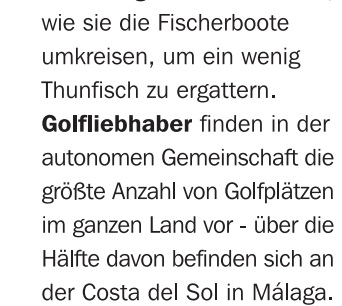 wie sie die Fischerboote
umkreisen, um ein wenig
Thunfisch zu ergattern.
Golfliebhaber finden in der
autonomen Gemeinschaft die
größte Anzahl von Golfplätzen
im ganzen Land vor - über die
Hälfte davon befinden sich an
der Costa del Sol in Málaga.